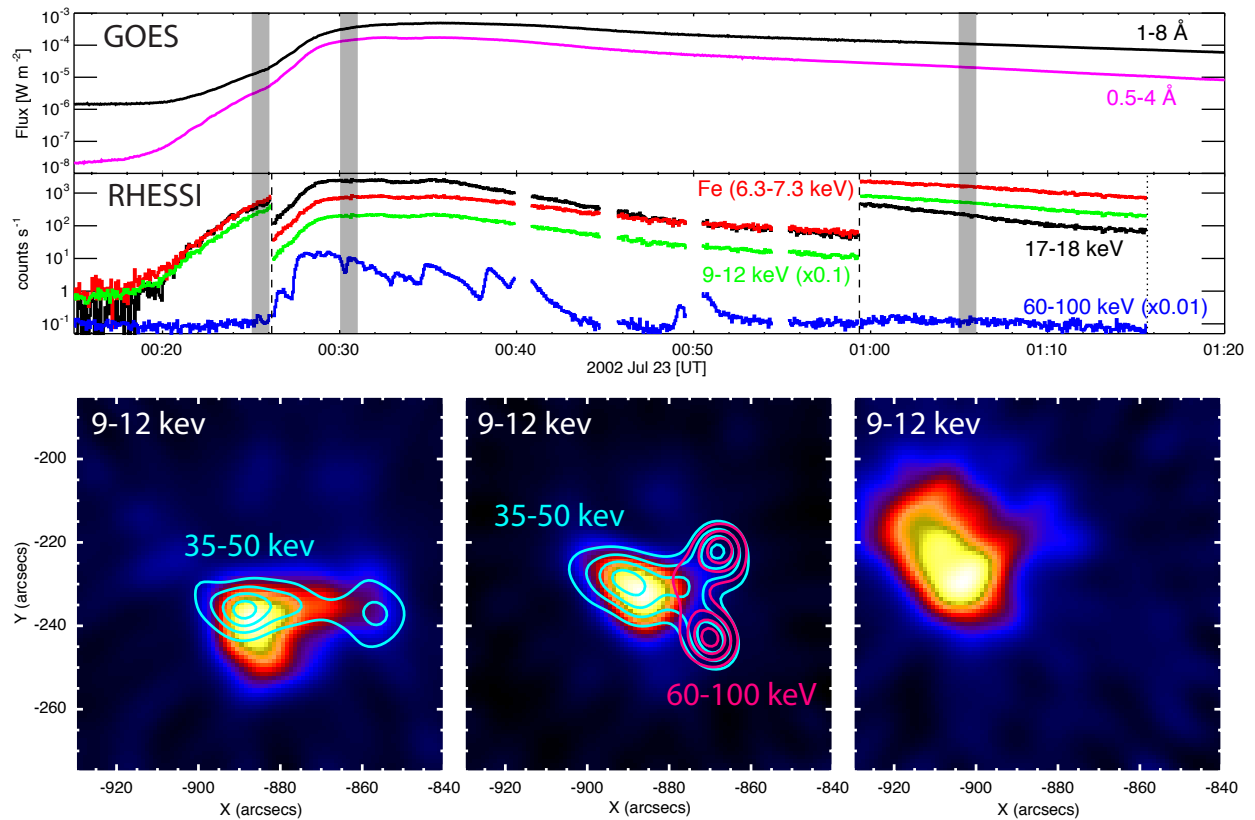 GOES
1-8 Å
0.5-4 Å
Flux [W m⁻²]
10⁻³
10⁻⁴
10⁻⁵
10⁻⁶
10⁻⁷
10⁻⁸
RHESSI
Fe (6.3-7.3 keV)
17-18 keV
9-12 keV (x0.1)
60-100 keV (x0.01)
counts s⁻¹
10³
10²
10¹
1
10⁻¹
00:20 00:30 00:40 00:50 01:00 01:10 01:20
2002 Jul 23 [UT]
9-12 kev
35-50 kev
Y (arcsecs)
-200
-220
-240
-260
-920 -900 -880 -860 -840
X (arcsecs)
9-12 kev
35-50 kev
60-100 keV
-920 -900 -880 -860 -840
X (arcsecs)
9-12 kev
-920 -900 -880 -860 -840
X (arcsecs)